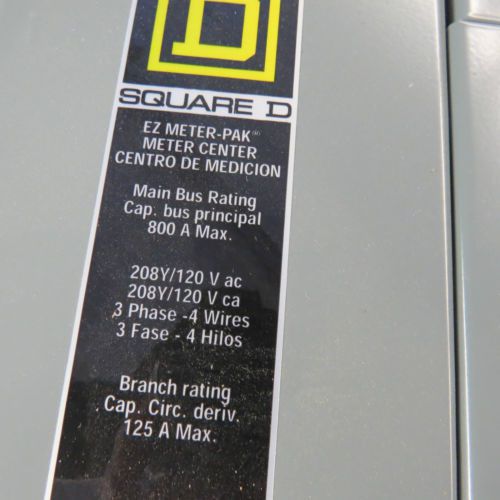 D
SQUARE D
EZ METER-PAK®
METER CENTER
CENTRO DE MEDICION
Main Bus Rating
Cap. bus principal
800 A Max.
208Y/120 V ac
208Y/120 V ca
3 Phase -4 Wires
3 Fase - 4 Hilos
Branch rating
Cap. Circ. deriv.
125 A Max.